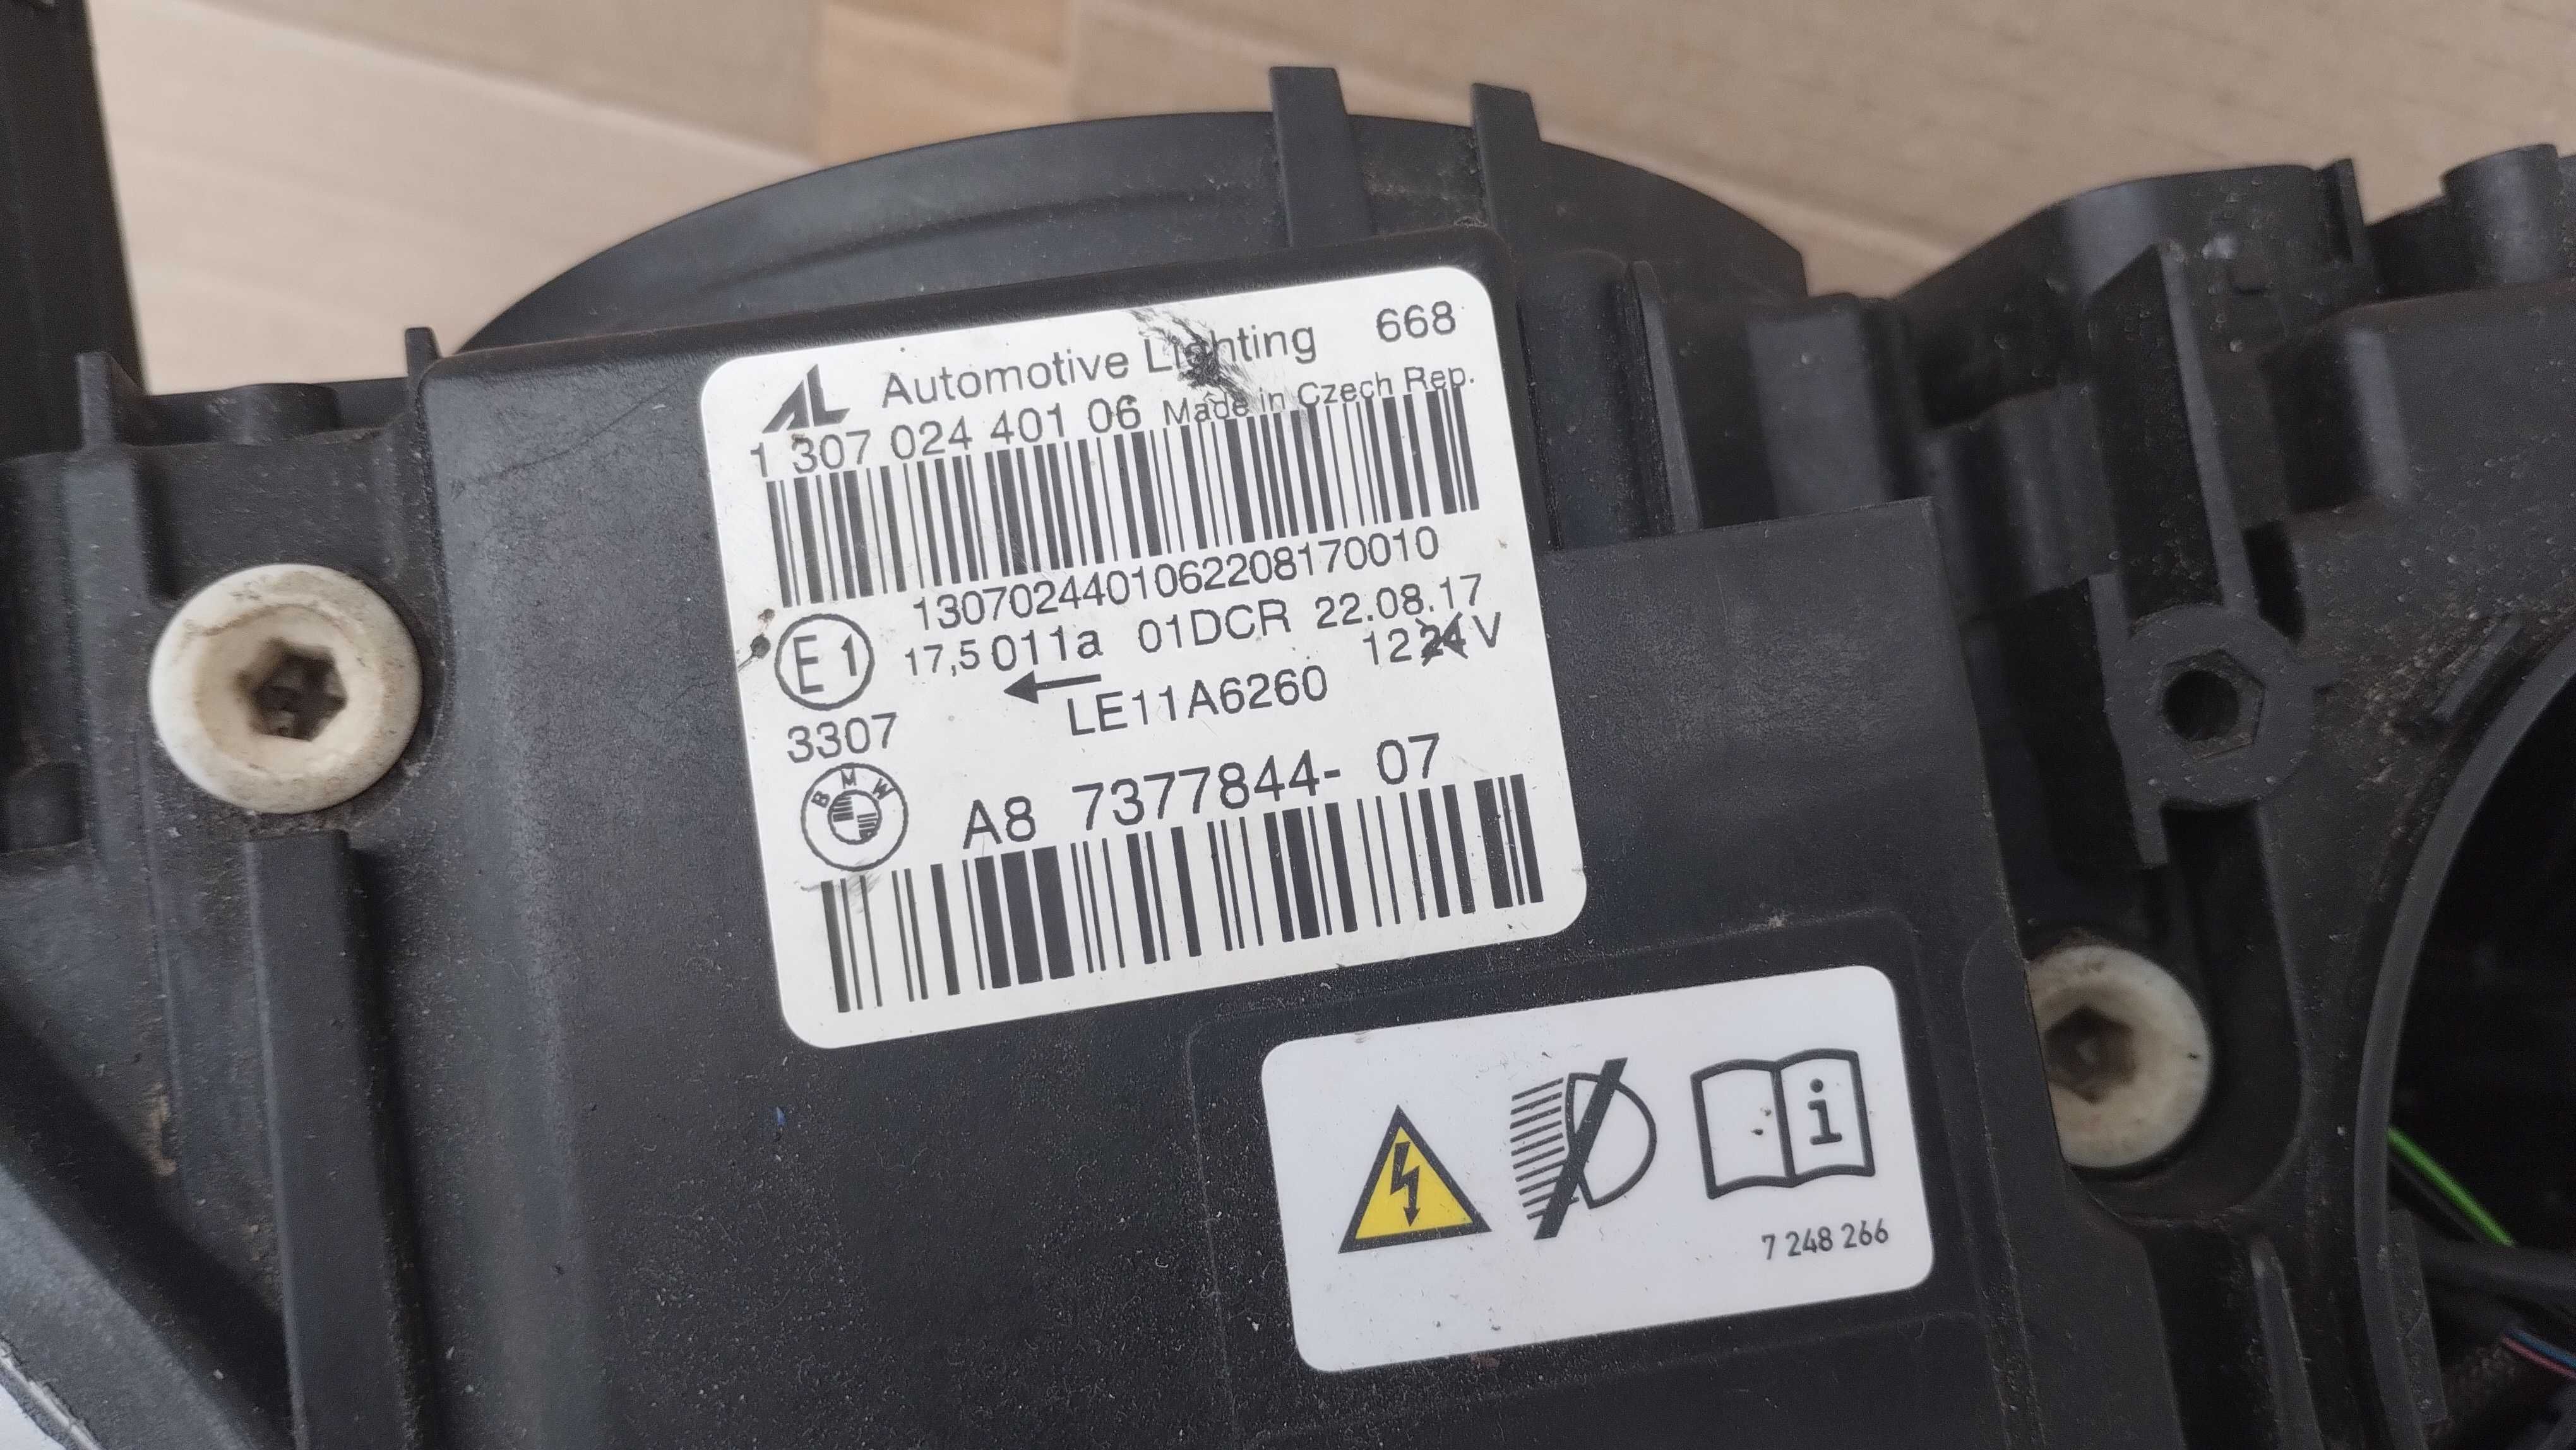 AL Automotive Lighting 668
1 307 024 401 06 Made in Czech Rep.
1307024401062208170010
E1 17,5 011a 01DCR 22.08.17
LE11A6260 12 24 V
3307
BMW A8 7377844- 07
i
7 248 266